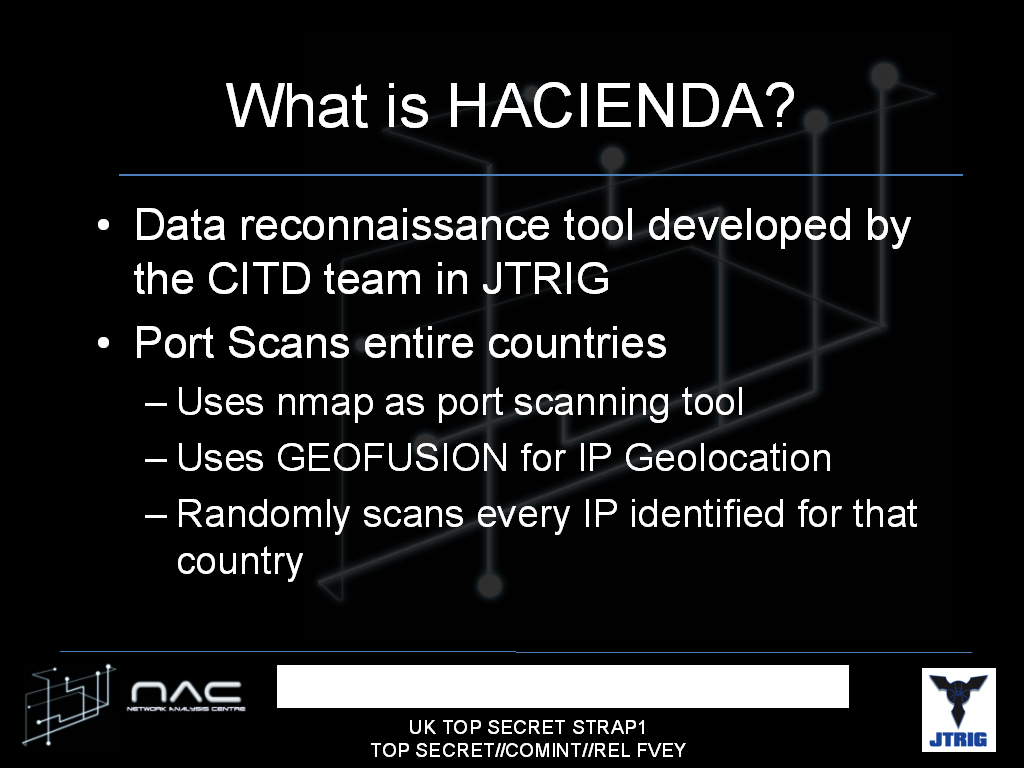 What is HACIENDA?
• Data reconnaissance tool developed by
the CITD team in JTRIG
• Port Scans entire countries
– Uses nmap as port scanning tool
– Uses GEOFUSION for IP Geolocation
– Randomly scans every IP identified for that
country
NAC
NETWORK ANALYSIS CENTRE
UK TOP SECRET STRAP1
TOP SECRET//COMINT//REL FVEY
JTRIG